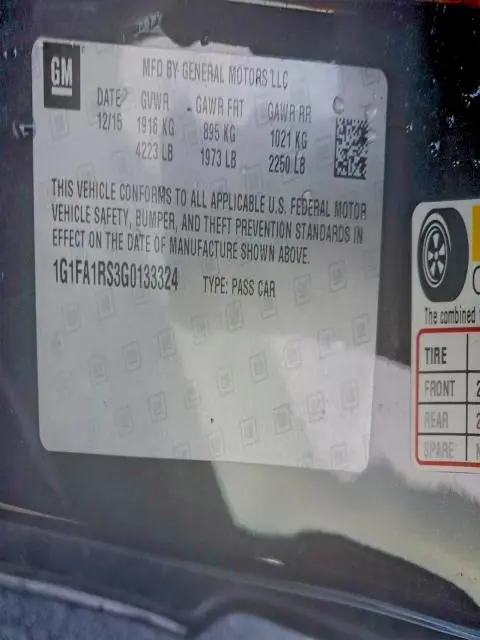 GM
MFD BY GENERAL MOTORS LLC
DATE GVWR GAWR FRT GAWR RR
12/15 1916 KG 895 KG 1021 KG
4223 LB 1973 LB 2250 LB
THIS VEHICLE CONFORMS TO ALL APPLICABLE U.S. FEDERAL MOTOR
VEHICLE SAFETY, BUMPER, AND THEFT PREVENTION STANDARDS IN
EFFECT ON THE DATE OF MANUFACTURE SHOWN ABOVE.
1G1FA1RS3G0133324 TYPE: PASS CAR
The combined
TIRE
FRONT 2
REAR 2
SPARE